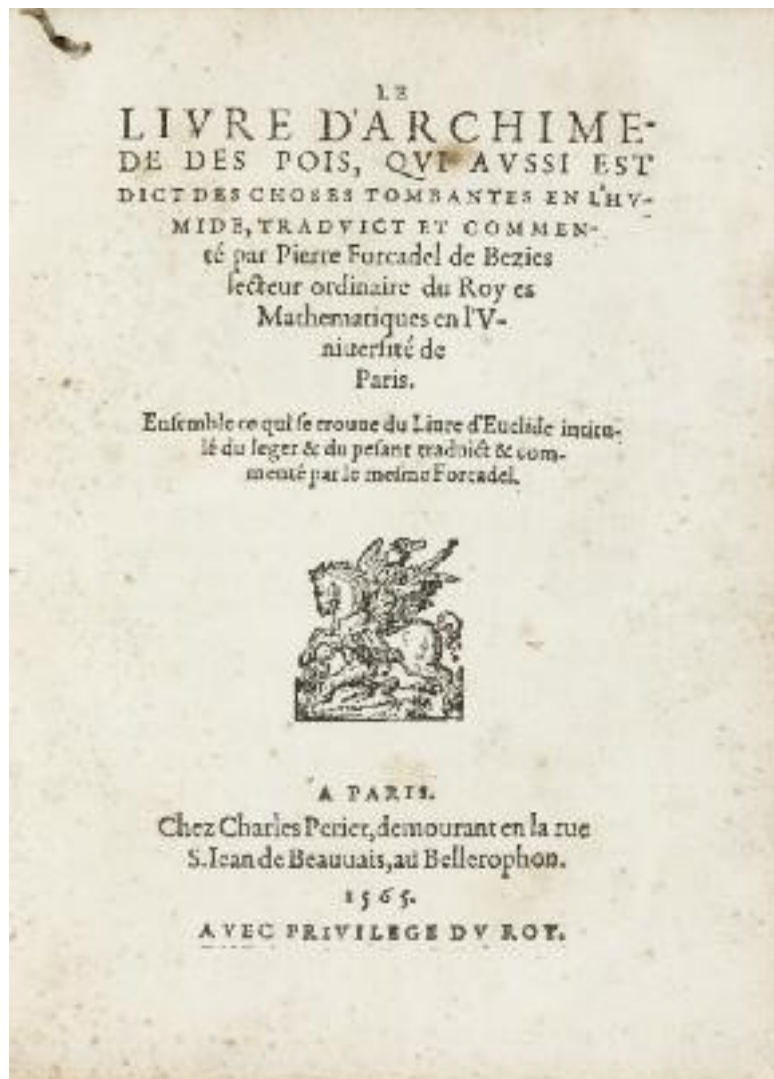 LE
LIVRE D'ARCHIME-
DE DES POIS, QVI AVSSI EST
DICT DES CHOSES TOMBANTES EN L'HV-
MIDE, TRADVICT ET COMMEN-
té par Pierre Forcadel de Bezies
lecteur ordinaire du Roy es
Mathematiques en l'V-
niuersité de
Paris.
Ensemble ce qui se trouue du Liure d'Euclide intitu-
lé du leger & du pesant traduict & com-
menté par le mesme Forcadel.
A PARIS.
Chez Charles Perier, demourant en la rue
S. Iean de Beauuais, au Bellerophon.
1565.
AVEC PRIVILEGE DV ROY.